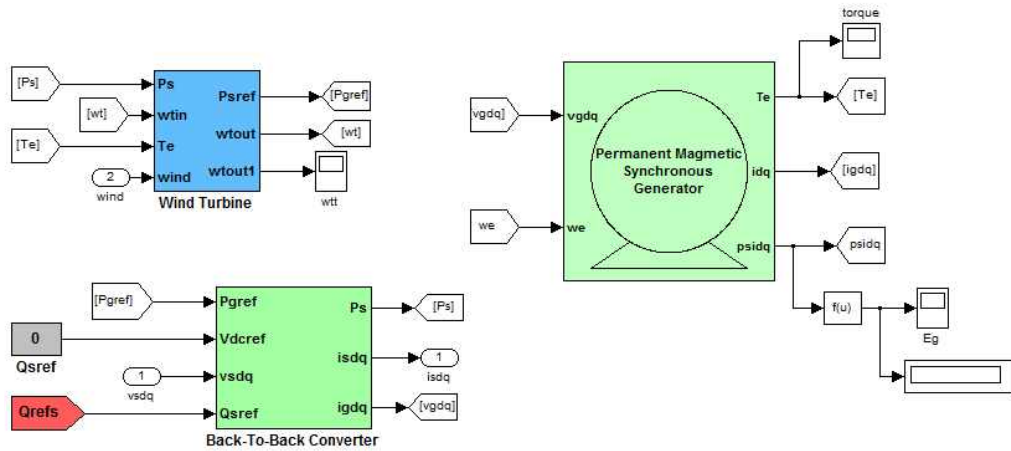 torque
[Ps]
[wt]
[Te]
2
wind
Ps
wtin
Te
wind
Psref
wtout
wtout1
Wind Turbine
[Pgref]
[wt]
wtt
vgdq]
we
vgdq
we
Permanent Magmetic
Synchronous
Generator
Te
idq
psidq
[Te]
[igdq]
psidq
f(u)
Eg
[Pgref]
0
Qsref
1
vsdq
Qrefs
Pgref
Vdcref
vsdq
Qsref
Ps
isdq
igdq
Back-To-Back Converter
[Ps]
1
isdq
[vgdq]